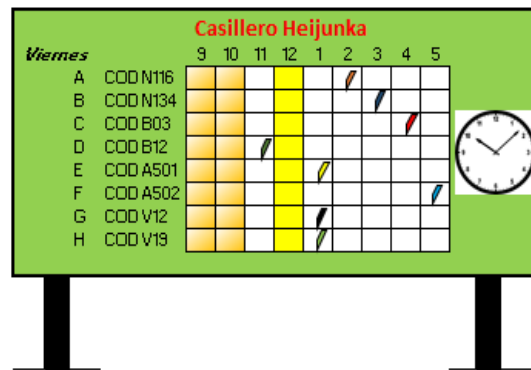 Casillero Heijunka
Viernes 9 10 11 12 1 2 3 4 5
A COD N116
B COD N134
C COD B03
D COD B12
E COD A501
F COD A502
G COD V12
H COD V19